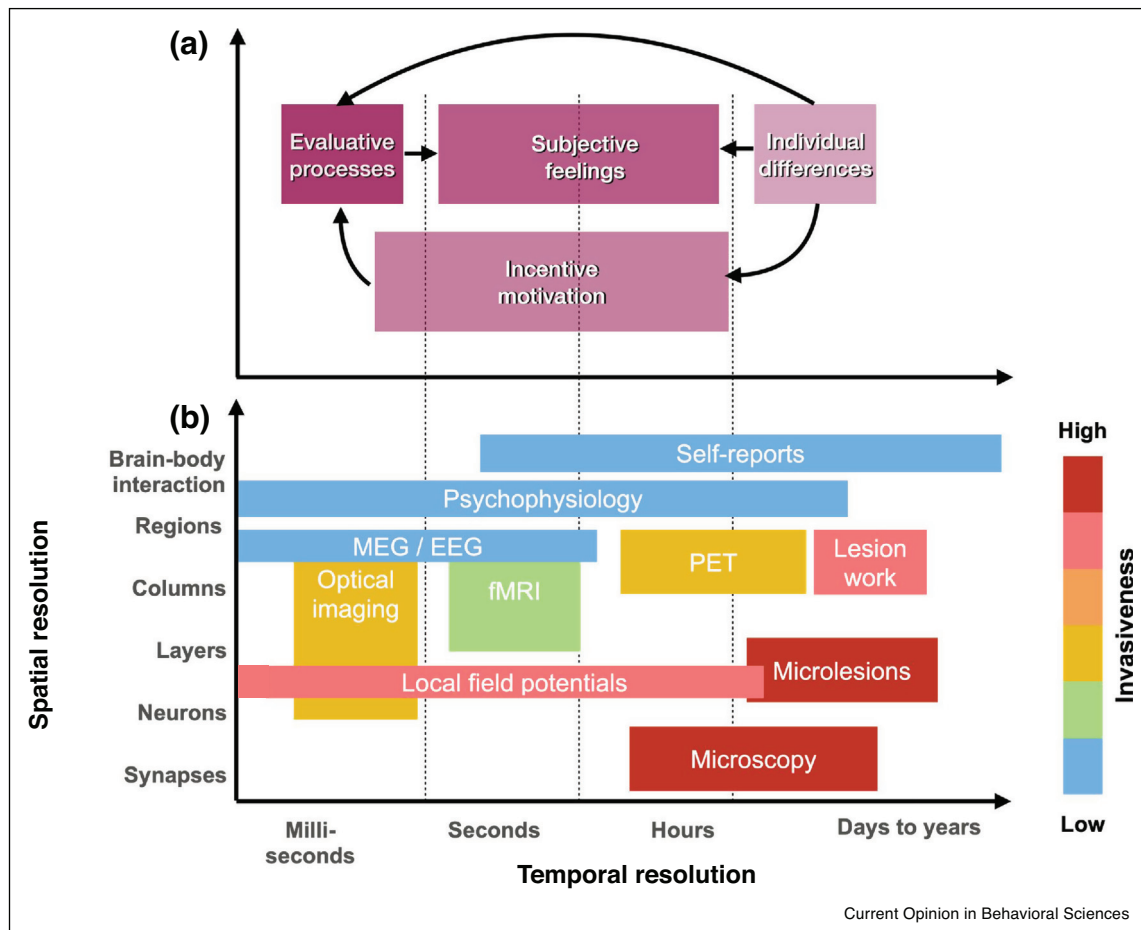 (a)
Evaluative
processes
Subjective
feelings
Individual
differences
Incentive
motivation
(b)
Spatial resolution
Brain-body
interaction
Regions
Columns
Layers
Neurons
Synapses
Self-reports
Psychophysiology
MEG / EEG
Optical
imaging
fMRI
PET
Lesion
work
Local field potentials
Microlesions
Microscopy
High
Invasiveness
Low
Milli-
seconds
Seconds
Hours
Days to years
Temporal resolution
Current Opinion in Behavioral Sciences